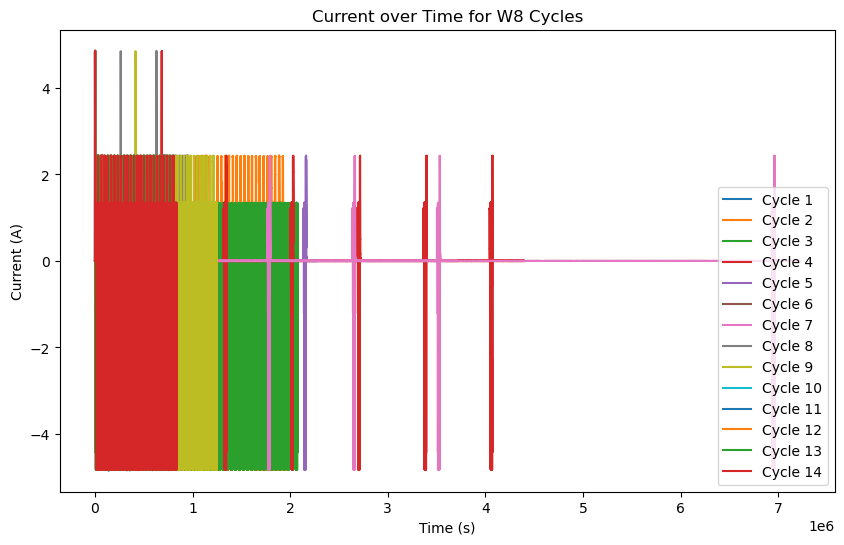 Current over Time for W8 Cycles
Current (A)
4
2
0
−2
−4
Cycle 1
Cycle 2
Cycle 3
Cycle 4
Cycle 5
Cycle 6
Cycle 7
Cycle 8
Cycle 9
Cycle 10
Cycle 11
Cycle 12
Cycle 13
Cycle 14
0 1 2 3 4 5 6 7
1e6
Time (s)